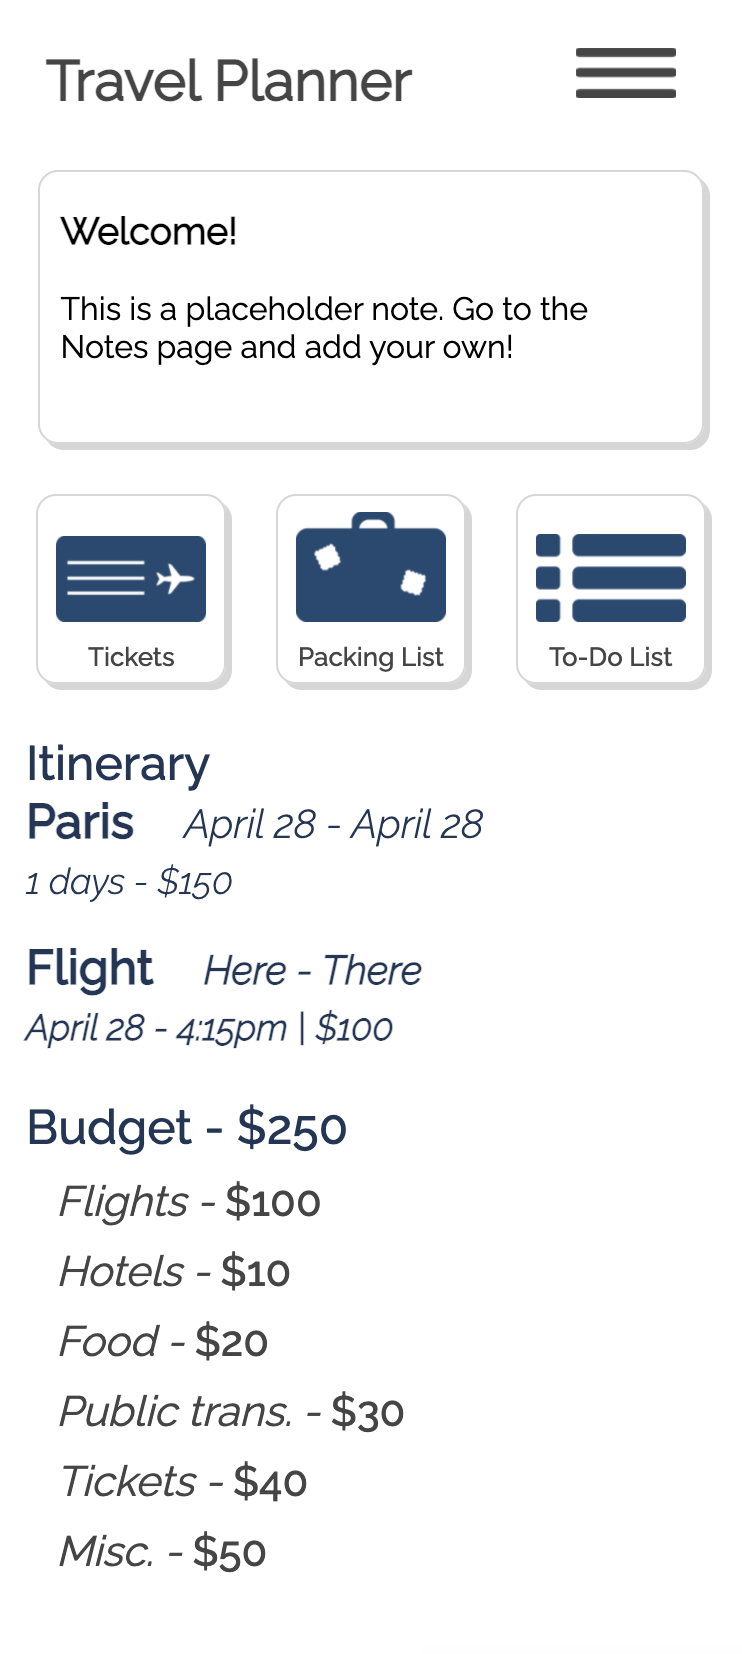 Travel Planner
Welcome!
This is a placeholder note. Go to the
Notes page and add your own!
Tickets
Packing List
To-Do List
Itinerary
Paris April 28 - April 28
1 days - $150
Flight Here - There
April 28 - 4:15pm | $100
Budget - $250
Flights - $100
Hotels - $10
Food - $20
Public trans. - $30
Tickets - $40
Misc. - $50